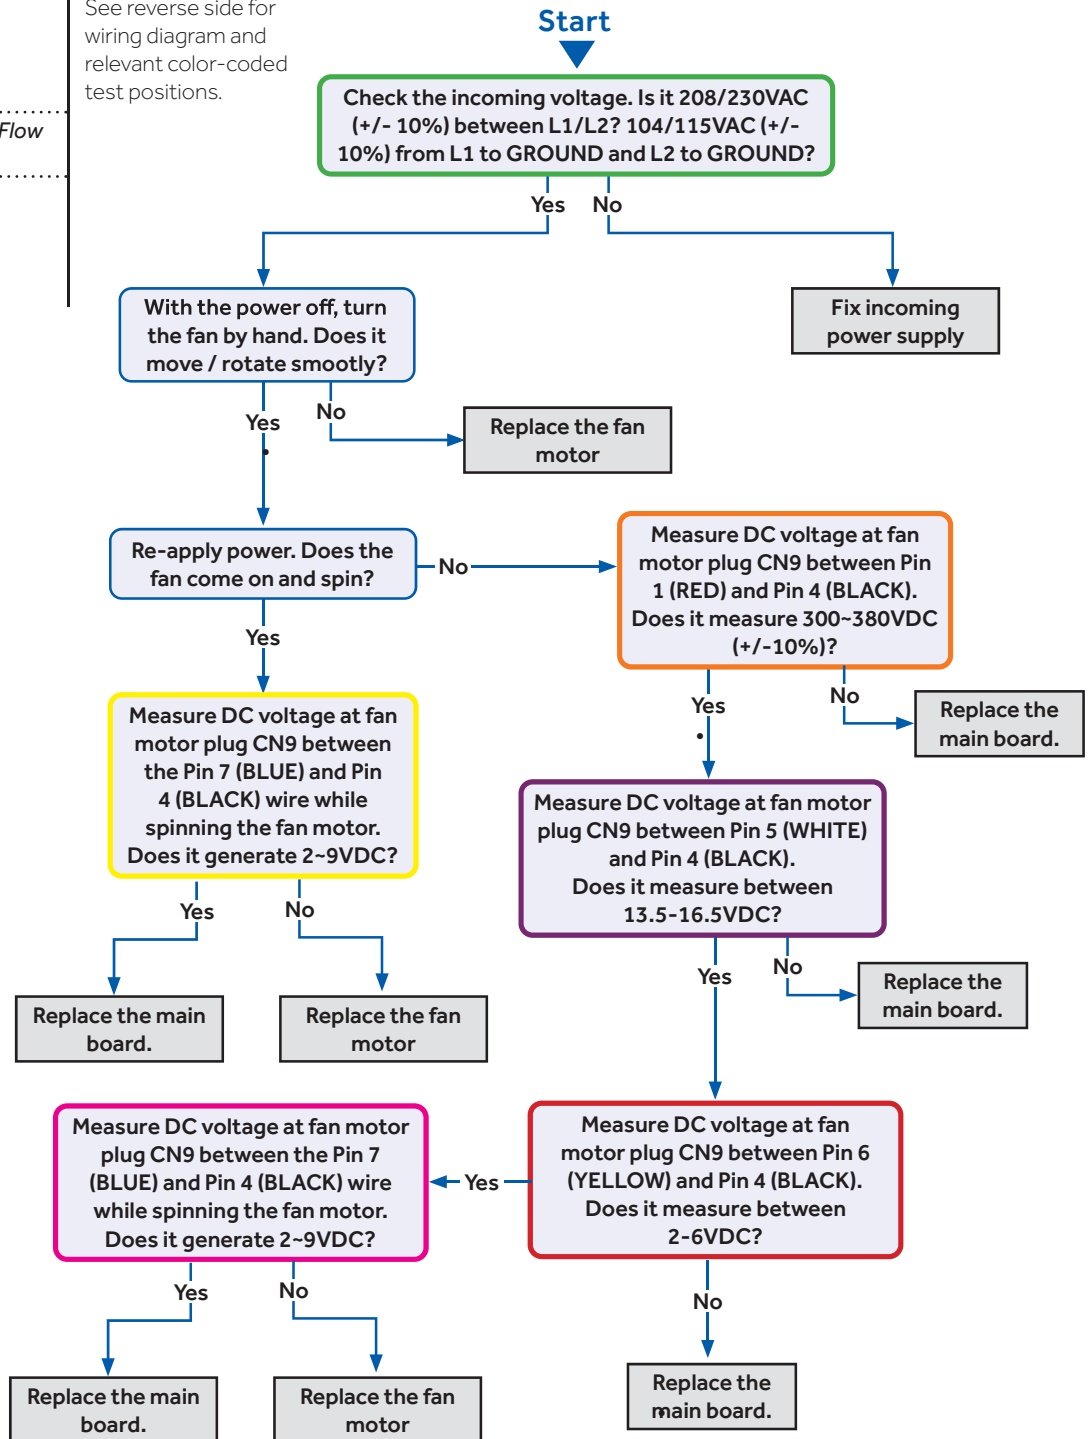 See reverse side for
wiring diagram and
relevant color-coded
test positions.
Flow
Start
Check the incoming voltage. Is it 208/230VAC
(+/- 10%) between L1/L2? 104/115VAC (+/-
10%) from L1 to GROUND and L2 to GROUND?
Yes
No
With the power off, turn
the fan by hand. Does it
move / rotate smootly?
Fix incoming
power supply
Yes
No
Replace the fan
motor
Re-apply power. Does the
fan come on and spin?
No
Measure DC voltage at fan
motor plug CN9 between Pin
1 (RED) and Pin 4 (BLACK).
Does it measure 300~380VDC
(+/-10%)?
Yes
Yes
No
Replace the
main board.
Measure DC voltage at fan
motor plug CN9 between
the Pin 7 (BLUE) and Pin
4 (BLACK) wire while
spinning the fan motor.
Does it generate 2~9VDC?
Measure DC voltage at fan motor
plug CN9 between Pin 5 (WHITE)
and Pin 4 (BLACK).
Does it measure between
13.5-16.5VDC?
Yes
No
Yes
No
Replace the main
board.
Replace the fan
motor
Replace the
main board.
Measure DC voltage at fan motor
plug CN9 between the Pin 7
(BLUE) and Pin 4 (BLACK) wire
while spinning the fan motor.
Does it generate 2~9VDC?
Yes
Measure DC voltage at fan
motor plug CN9 between Pin 6
(YELLOW) and Pin 4 (BLACK).
Does it measure between
2-6VDC?
Yes
No
No
Replace the main
board.
Replace the fan
motor
Replace the
main board.